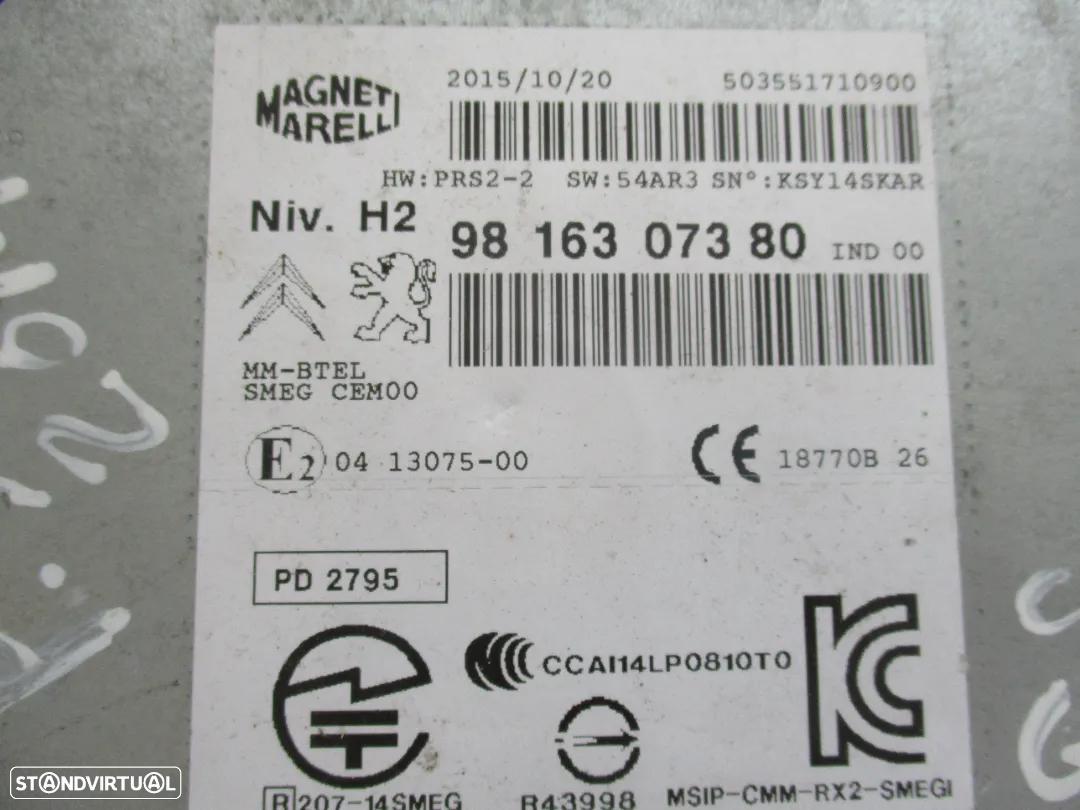 MAGNETI
MARELLI
2015/10/20 503551710900
HW:PRS2-2 SW:54AR3 SN°:KSY14SKAR
Niv. H2
98 163 073 80 IND 00
MM-BTEL
SMEG CEM00
E2 04 13075-00
CE 18770B 26
PD 2795
CCAI14LP0810T0
R 207-14SMEG
R43998
MSIP-CMM-RX2-SMEGI
STANDVIRTUAL